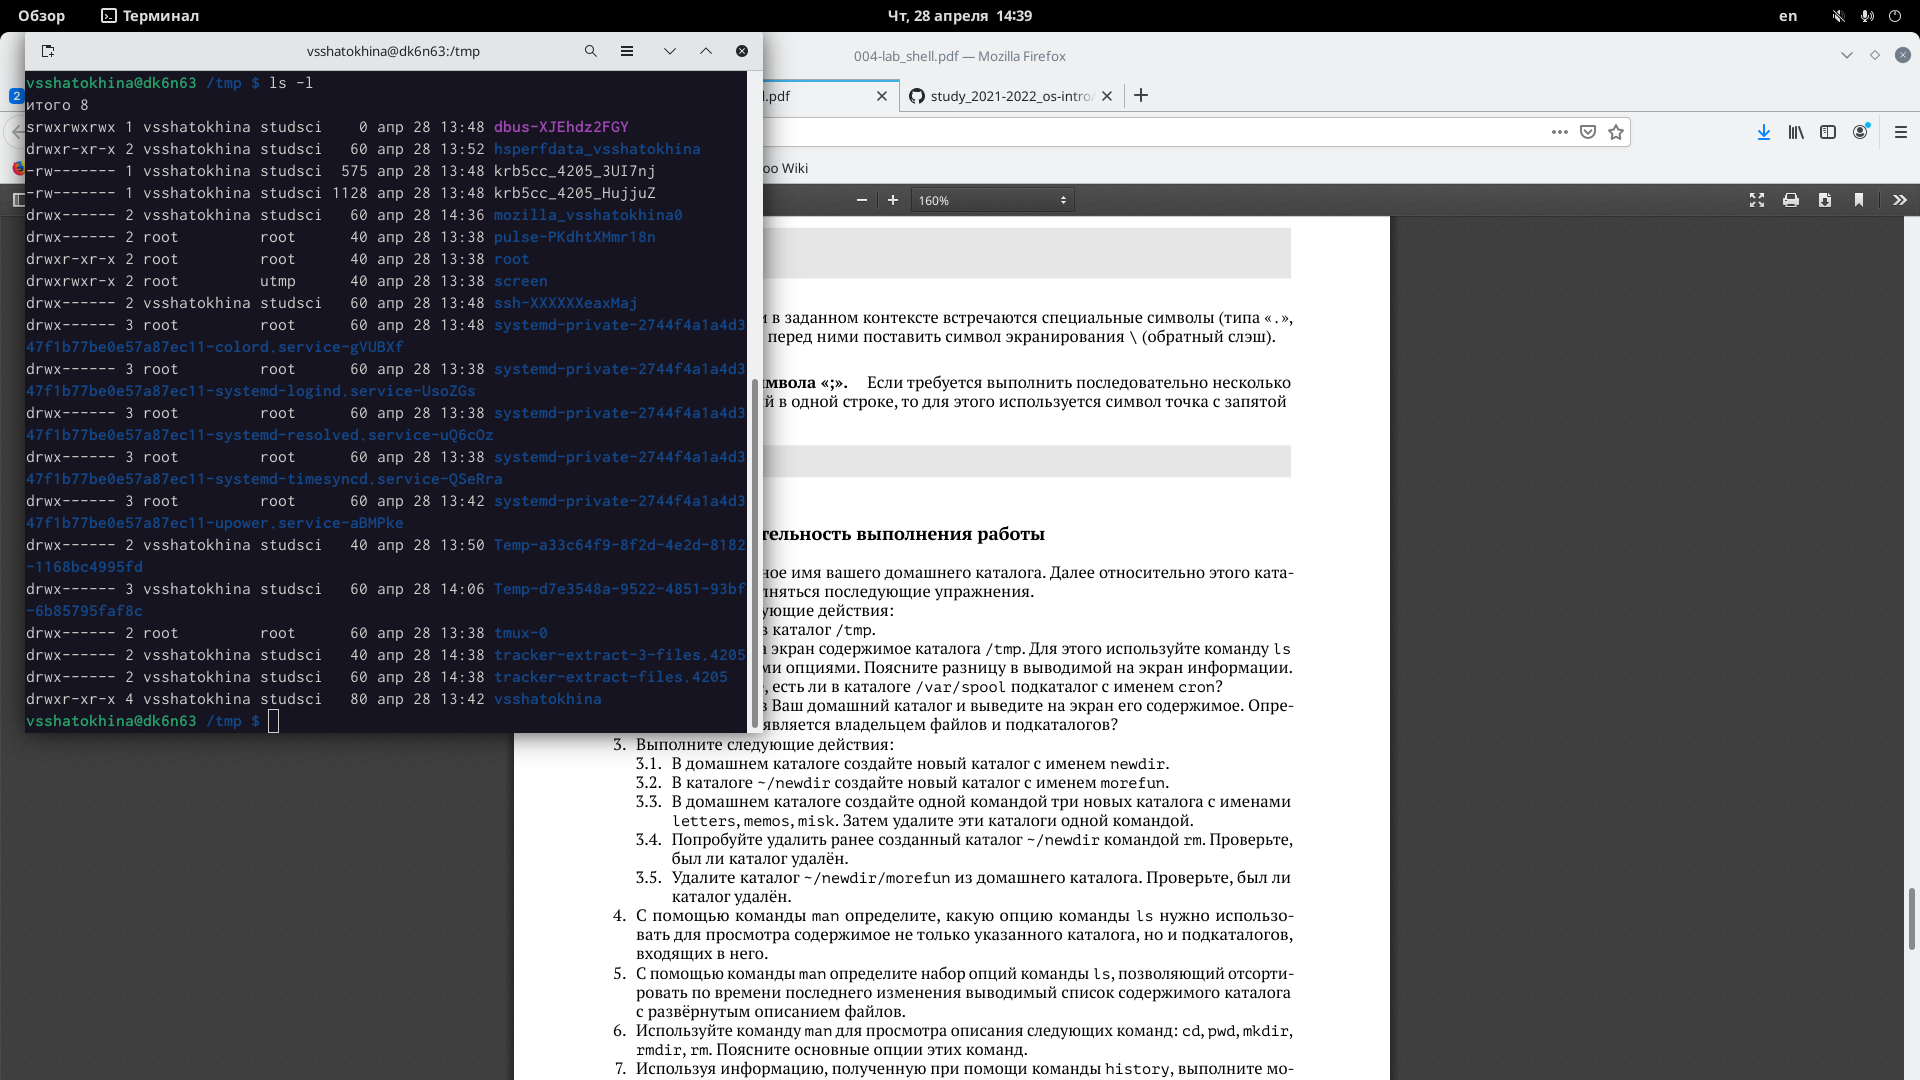 Обзор
Терминал
Чт, 28 апреля 14:39
en
vsshatokhina@dk6n63:/tmp
vsshatokhina@dk6n63 /tmp $ ls -l
итого 8
srwxrwxrwx 1 vsshatokhina studsci 0 апр 28 13:48 dbus-XJEhdz2FGY
drwxr-xr-x 2 vsshatokhina studsci 60 апр 28 13:52 hsperfdata_vsshatokhina
-rw------- 1 vsshatokhina studsci 575 апр 28 13:48 krb5cc_4205_3UI7nj
-rw------- 1 vsshatokhina studsci 1128 апр 28 13:48 krb5cc_4205_HujjuZ
drwx------ 2 vsshatokhina studsci 60 апр 28 14:36 mozilla_vsshatokhina0
drwx------ 2 root root 40 апр 28 13:38 pulse-PKdhtXMmr18n
drwxr-xr-x 2 root root 40 апр 28 13:38 root
drwxrwxr-x 2 root utmp 40 апр 28 13:38 screen
drwx------ 2 vsshatokhina studsci 60 апр 28 13:48 ssh-XXXXXXeaxMaj
drwx------ 3 root root 60 апр 28 13:48 systemd-private-2744f4a1a4d3
47f1b77be0e57a87ec11-colord.service-gVUBXf
drwx------ 3 root root 60 апр 28 13:38 systemd-private-2744f4a1a4d3
47f1b77be0e57a87ec11-systemd-logind.service-UsoZGs
drwx------ 3 root root 60 апр 28 13:38 systemd-private-2744f4a1a4d3
47f1b77be0e57a87ec11-systemd-resolved.service-uQ6cOz
drwx------ 3 root root 60 апр 28 13:38 systemd-private-2744f4a1a4d3
47f1b77be0e57a87ec11-systemd-timesyncd.service-QSeRra
drwx------ 3 root root 60 апр 28 13:42 systemd-private-2744f4a1a4d3
47f1b77be0e57a87ec11-upower.service-aBMPke
drwx------ 2 vsshatokhina studsci 40 апр 28 13:50 Temp-a33c64f9-8f2d-4e2d-8182
-1168bc4995fd
drwx------ 3 vsshatokhina studsci 60 апр 28 14:06 Temp-d7e3548a-9522-4851-93bf
-6b85795faf8c
drwx------ 2 root root 60 апр 28 13:38 tmux-0
drwx------ 2 vsshatokhina studsci 40 апр 28 14:38 tracker-extract-3-files.4205
drwx------ 2 vsshatokhina studsci 60 апр 28 14:38 tracker-extract-files.4205
drwxr-xr-x 4 vsshatokhina studsci 80 апр 28 13:42 vsshatokhina
vsshatokhina@dk6n63 /tmp $
004-lab_shell.pdf — Mozilla Firefox
2
l.pdf
study_2021-2022_os-intro/
oo Wiki
160%
и в заданном контексте встречаются специальные символы (типа «.»,
перед ними поставить символ экранирования \ (обратный слэш).
мвола «;». Если требуется выполнить последовательно несколько
й в одной строке, то для этого используется символ точка с запятой
тельность выполнения работы
ное имя вашего домашнего каталога. Далее относительно этого ката-
лняться последующие упражнения.
ующие действия:
в каталог /tmp.
а экран содержимое каталога /tmp. Для этого используйте команду ls
ми опциями. Поясните разницу в выводимой на экран информации.
, есть ли в каталоге /var/spool подкаталог с именем cron?
в Ваш домашний каталог и выведите на экран его содержимое. Опре-
является владельцем файлов и подкаталогов?
3. Выполните следующие действия:
3.1. В домашнем каталоге создайте новый каталог с именем newdir.
3.2. В каталоге ~/newdir создайте новый каталог с именем morefun.
3.3. В домашнем каталоге создайте одной командой три новых каталога с именами
letters, memos, misk. Затем удалите эти каталоги одной командой.
3.4. Попробуйте удалить ранее созданный каталог ~/newdir командой rm. Проверьте,
был ли каталог удалён.
3.5. Удалите каталог ~/newdir/morefun из домашнего каталога. Проверьте, был ли
каталог удалён.
4. С помощью команды man определите, какую опцию команды ls нужно использо-
вать для просмотра содержимое не только указанного каталога, но и подкаталогов,
входящих в него.
5. С помощью команды man определите набор опций команды ls, позволяющий отсорти-
ровать по времени последнего изменения выводимый список содержимого каталога
с развёрнутым описанием файлов.
6. Используйте команду man для просмотра описания следующих команд: cd, pwd, mkdir,
rmdir, rm. Поясните основные опции этих команд.
7. Используя информацию, полученную при помощи команды history, выполните мо-